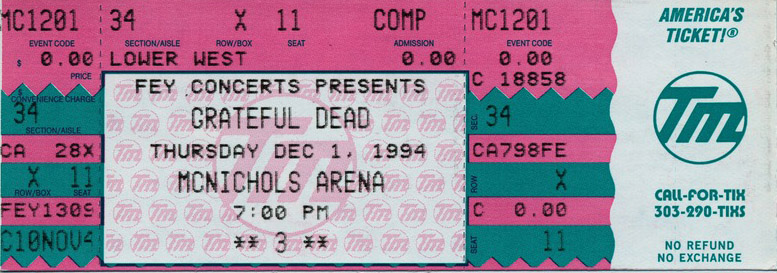 MC1201 34 X 11 COMP MC1201
EVENT CODE SECTION/AISLE ROW/BOX SEAT ADMISSION EVENT CODE
$ 0.00 LOWER WEST 0.00 0.00
PRICE
C 18858
$
CONVENIENCE CHARGE
FEY CONCERTS PRESENTS
34 GRATEFUL DEAD SEC. 34
SECTION/AISLE
CA 28X THURSDAY DEC 1, 1994 CA798FE
X 11 MCNICHOLS ARENA ROW X
ROW/BOX SEAT
FEY1309 7:00 PM C 0.00
C10NOV4 ** 3 ** SEAT 11
AMERICA'S
TICKET!®
Tm
CALL-FOR-TIX
303-290-TIXS
NO REFUND
NO EXCHANGE